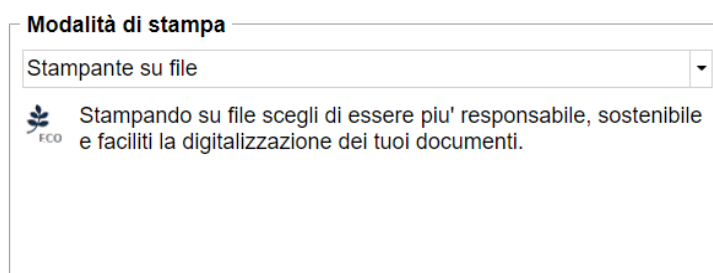 Modalità di stampa
Stampante su file
Stampando su file scegli di essere piu' responsabile, sostenibile
e faciliti la digitalizzazione dei tuoi documenti.
ECO